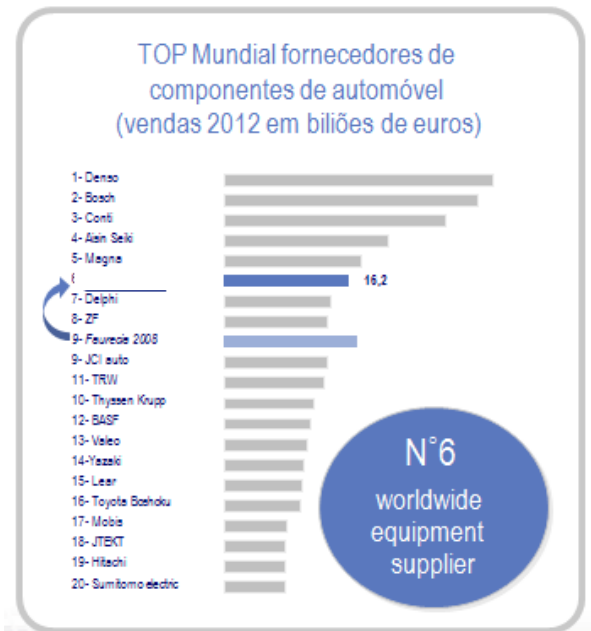 TOP Mundial fornecedores de
componentes de automóvel
(vendas 2012 em biliões de euros)
1- Denso
2- Bosch
3- Conti
4- Aisin Seiki
5- Magna
16,2
7- Delphi
8- ZF
9- Faurecia 2008
9- JCI auto
11- TRW
10- Thyssen Krupp
12- BASF
13- Valeo
14-Yazaki
15- Lear
16- Toyota Boshoku
17- Mobis
18- JTEKT
19- Hitachi
20- Sumitomo electric
N°6
worldwide
equipment
supplier